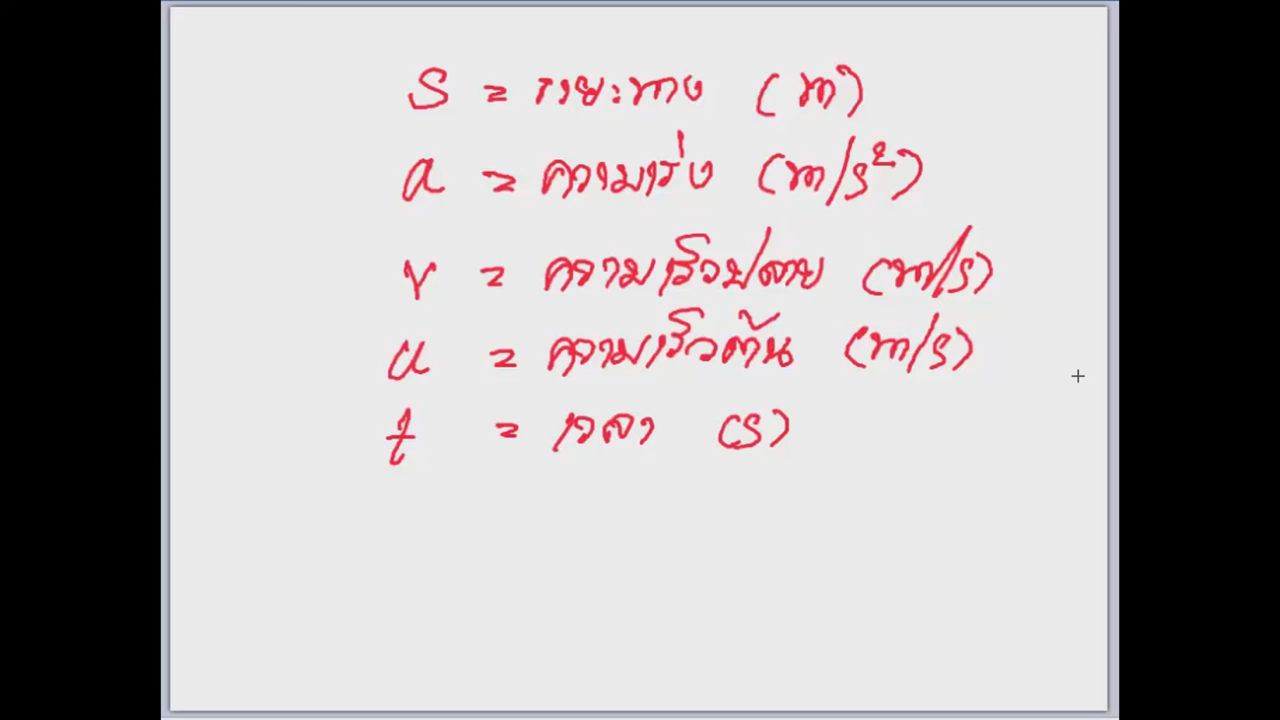 S = ระยะทาง (m)
a = ความเร่ง (m/s²)
v = ความเร็วปลาย (m/s)
u = ความเร็วต้น (m/s)
t = เวลา (s)